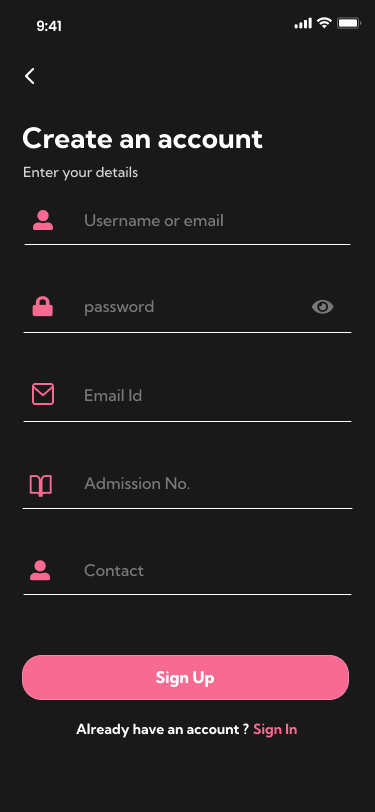 9:41
Create an account
Enter your details
Username or email
password
Email Id
Admission No.
Contact
Sign Up
Already have an account ? Sign In